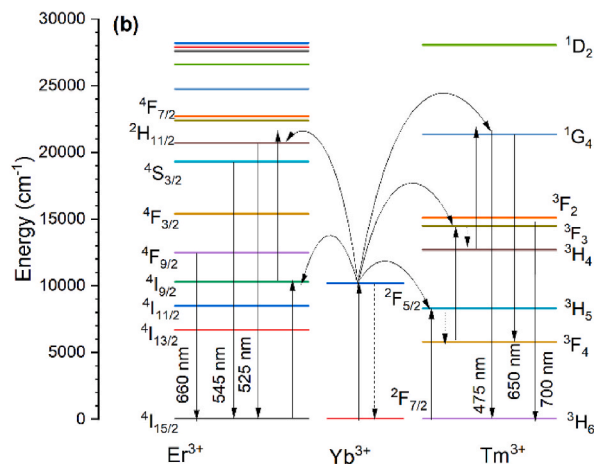 (b)
Energy (cm⁻¹)
30000
25000
20000
15000
10000
5000
0
⁴F₇/₂
²H₁₁/₂
⁴S₃/₂
⁴F₃/₂
⁴F₉/₂
⁴I₉/₂
⁴I₁₁/₂
⁴I₁₃/₂
⁴I₁₅/₂
660 nm
545 nm
525 nm
²F₅/₂
²F₇/₂
¹D₂
¹G₄
³F₂
³F₃
³H₄
³H₅
³F₄
³H₆
475 nm
650 nm
700 nm
Er³⁺
Yb³⁺
Tm³⁺